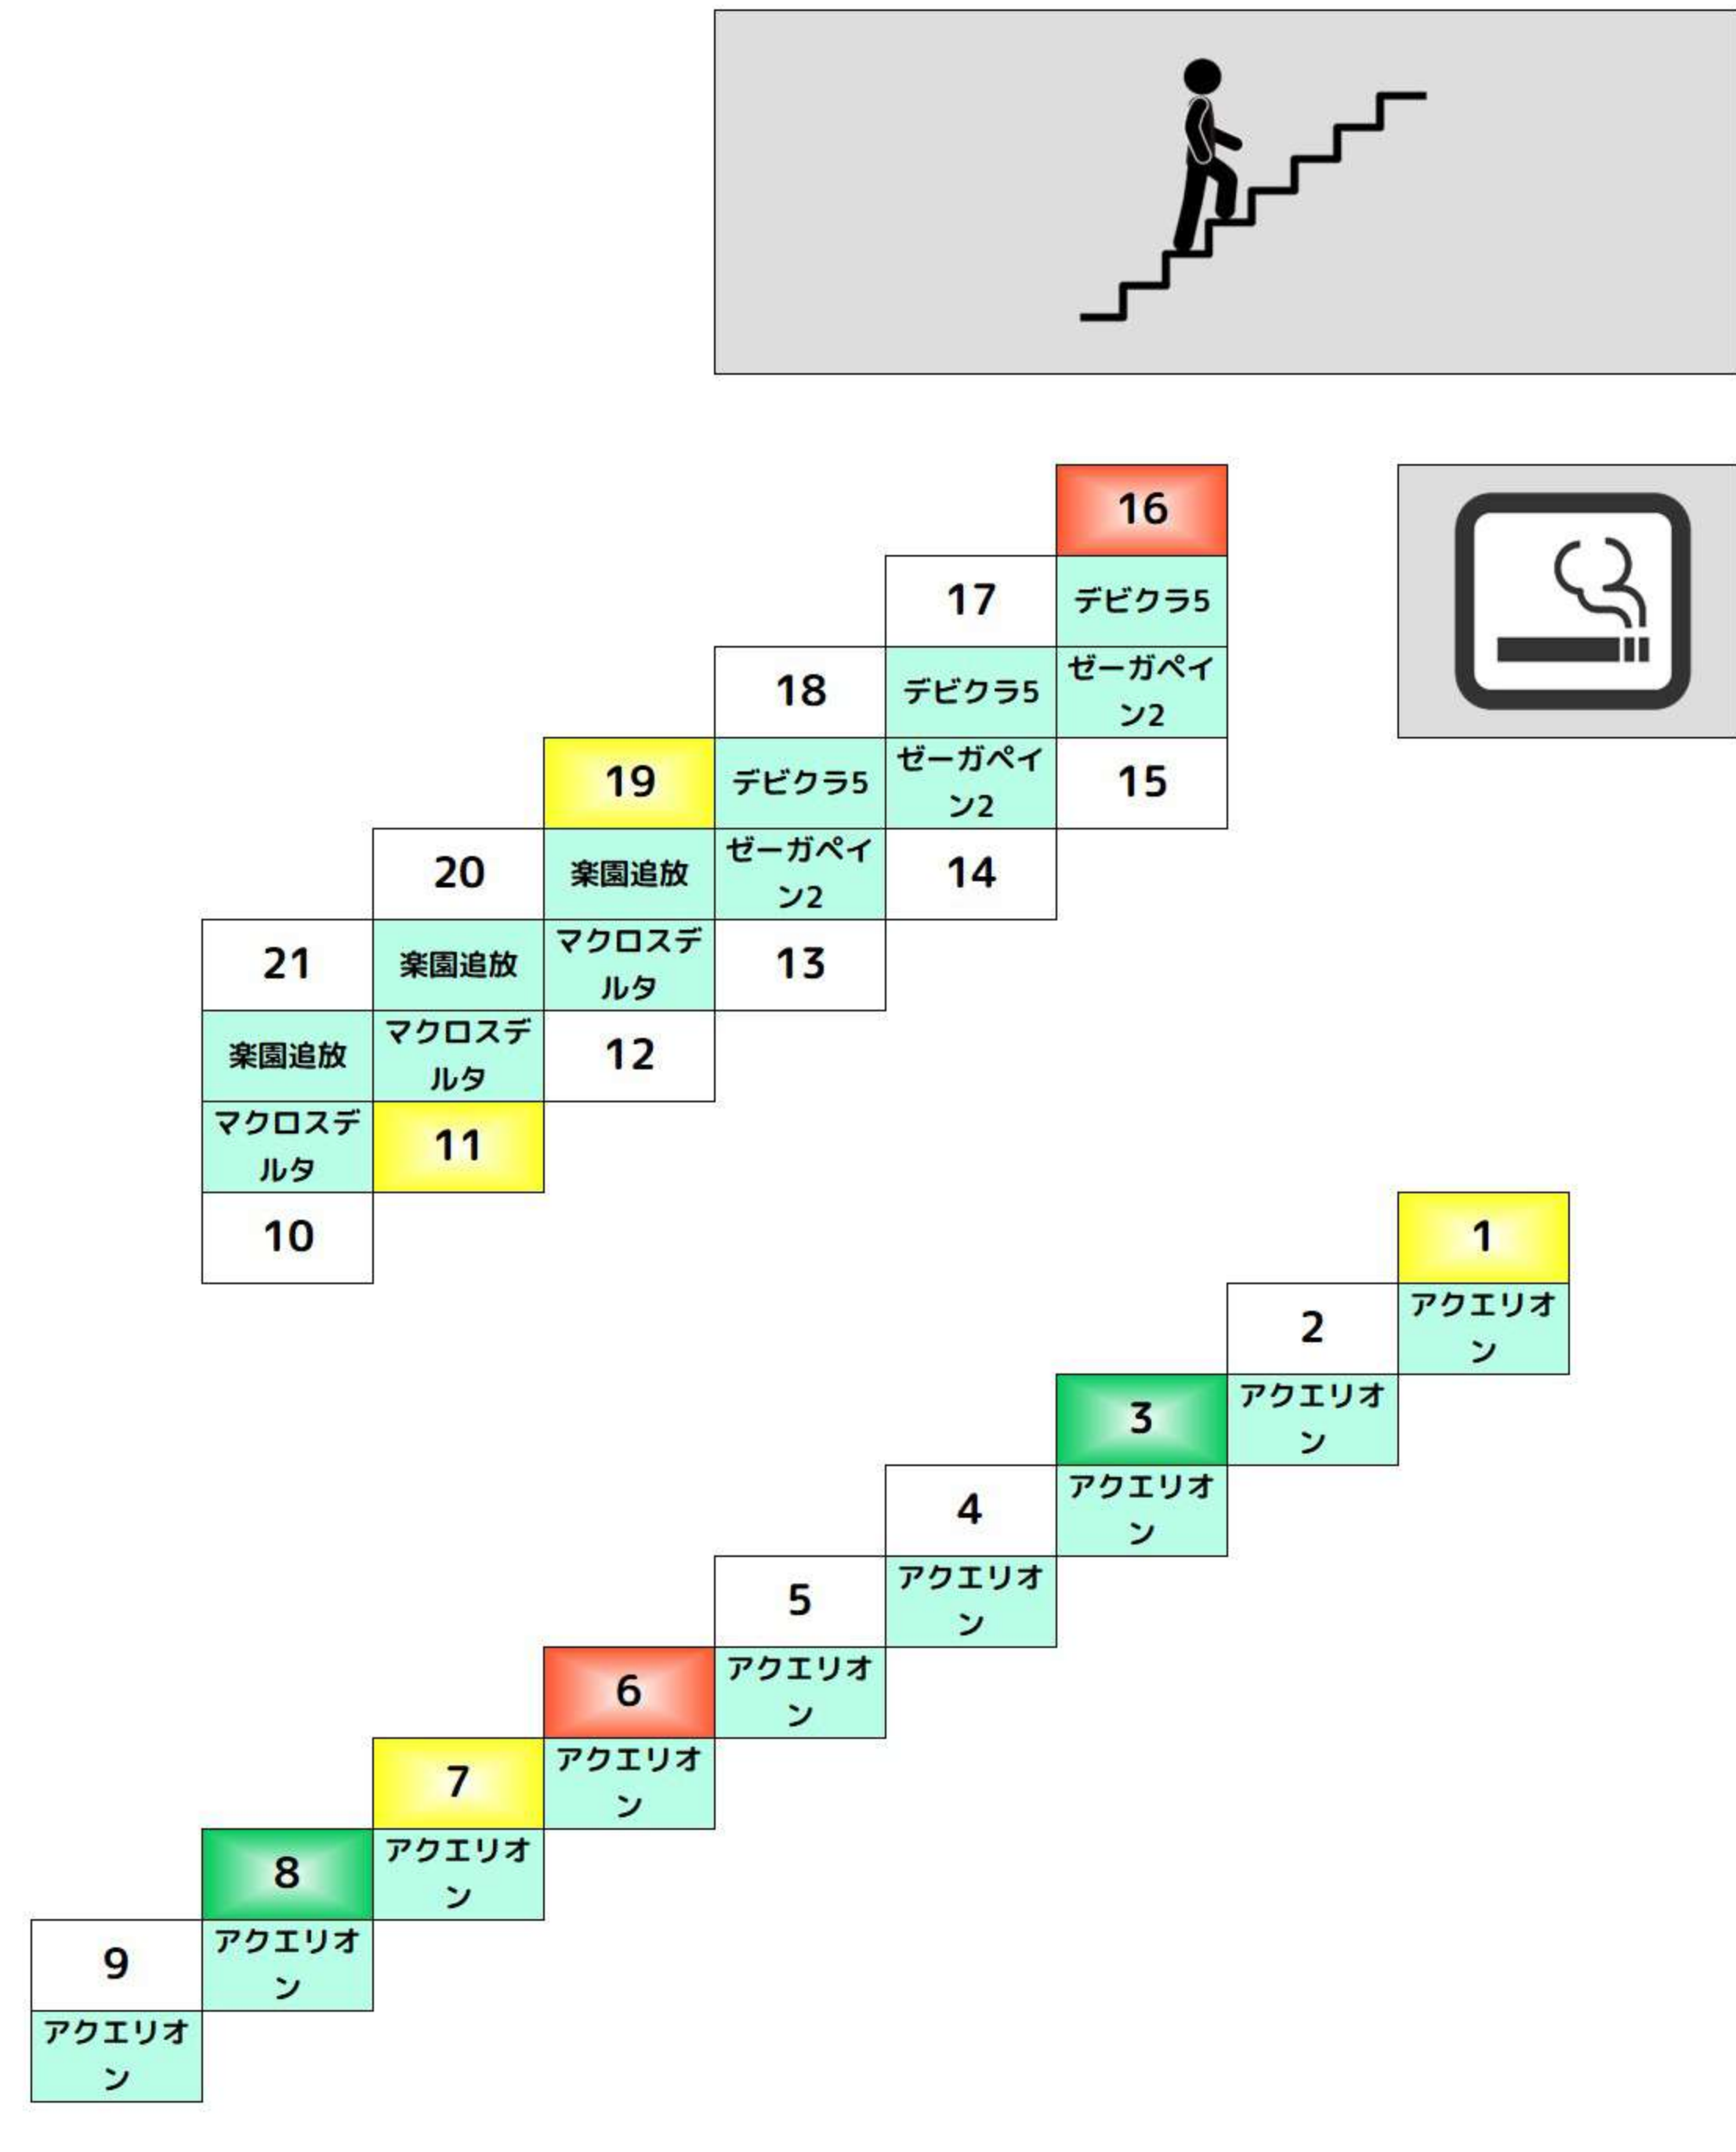 16
17
デビクラ5
18
デビクラ5
ゼーガペイ
ン2
19
デビクラ5
ゼーガペイ
ン2
15
20
楽園追放
ゼーガペイ
ン2
14
21
楽園追放
マクロスデ
ルタ
13
楽園追放
マクロスデ
ルタ
12
マクロスデ
ルタ
11
10
1
2
アクエリオ
ン
3
アクエリオ
ン
4
アクエリオ
ン
5
アクエリオ
ン
6
アクエリオ
ン
7
アクエリオ
ン
8
アクエリオ
ン
9
アクエリオ
ン
アクエリオ
ン